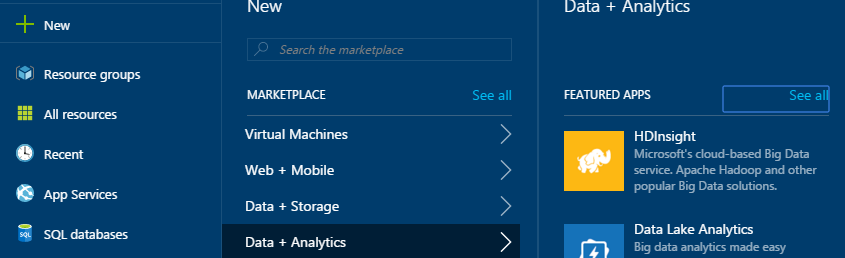 New
Resource groups
All resources
Recent
App Services
SQL databases
New
Search the marketplace
MARKETPLACE See all
Virtual Machines
Web + Mobile
Data + Storage
Data + Analytics
Data + Analytics
FEATURED APPS See all
HDInsight
Microsoft's cloud-based Big Data
service. Apache Hadoop and other
popular Big Data solutions.
Data Lake Analytics
Big data analytics made easy